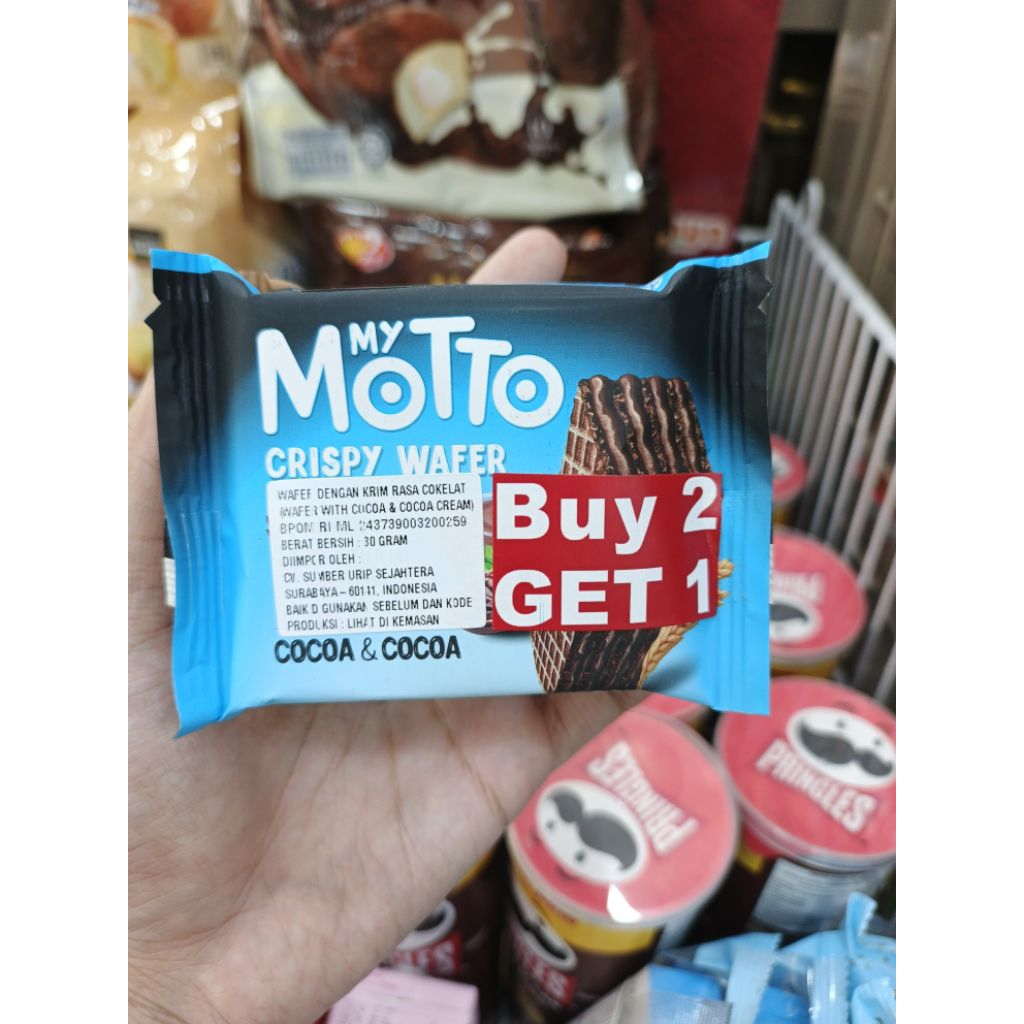 MY
MOTTO
CRISPY WAFER
WAFER DENGAN KRIM RASA COKELAT
(WAFER WITH COCOA & COCOA CREAM)
BPOM RI ML 243739003200259
BERAT BERSIH : 30 GRAM
DIIMPOR OLEH :
CV. SUMBER URIP SEJAHTERA
SURABAYA – 60141, INDONESIA
BAIK DIGUNAKAN SEBELUM DAN KODE
PRODUKSI : LIHAT DI KEMASAN
Buy 2
GET 1
COCOA & COCOA
PRINGLES
PRINGLES